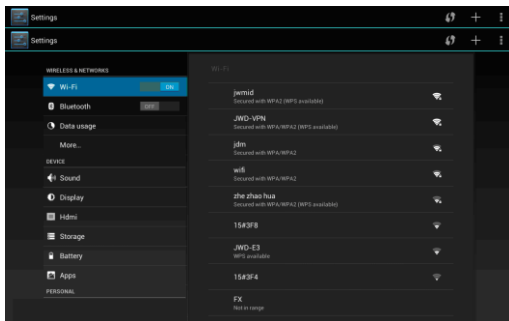 Settings
Settings
WIRELESS & NETWORKS
Wi-Fi ON
Bluetooth OFF
Data usage
More...
DEVICE
Sound
Display
Hdmi
Storage
Battery
Apps
PERSONAL
Wi-Fi
jwmid
Secured with WPA2 (WPS available)
JWD-VPN
Secured with WPA/WPA2 (WPS available)
jdm
Secured with WPA/WPA2
wifi
Secured with WPA/WPA2
zhe zhao hua
Secured with WPA/WPA2 (WPS available)
15#3F8
JWD-E3
WPS available
15#3F4
FX
Not in range